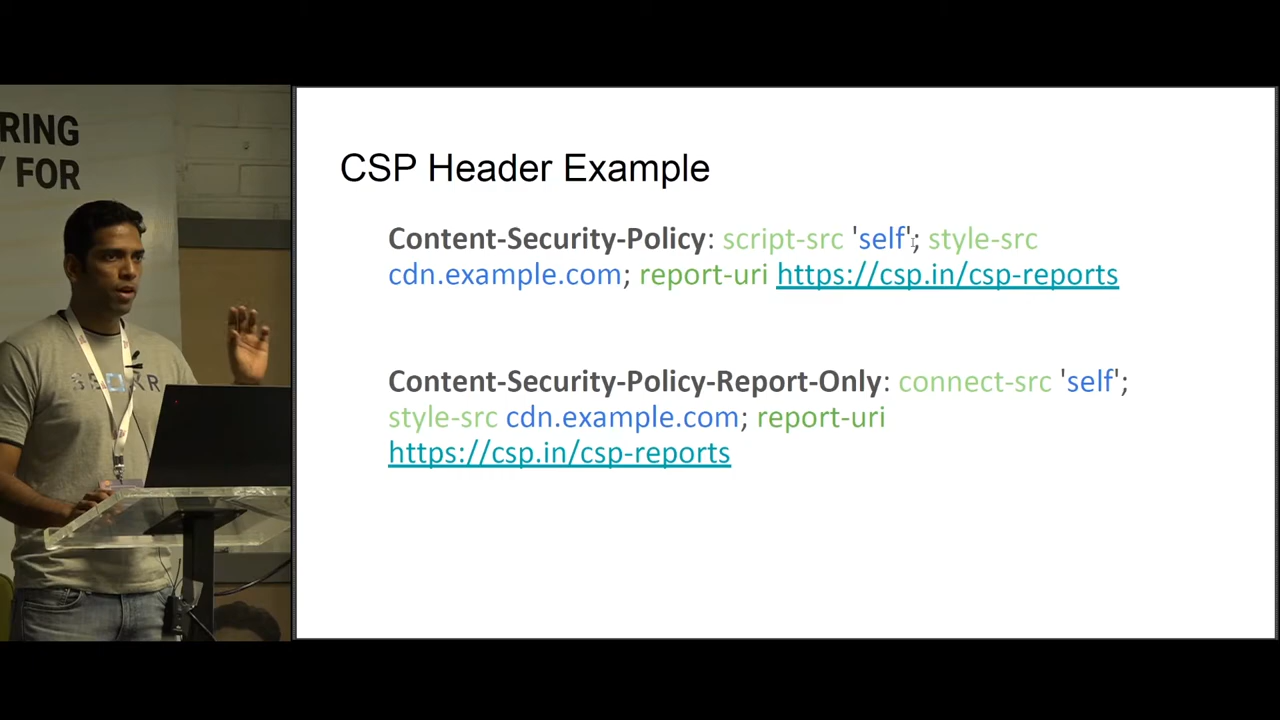 RING
Y FOR
CSP Header Example
Content-Security-Policy: script-src 'self'; style-src
cdn.example.com; report-uri https://csp.in/csp-reports
Content-Security-Policy-Report-Only: connect-src 'self';
style-src cdn.example.com; report-uri
https://csp.in/csp-reports